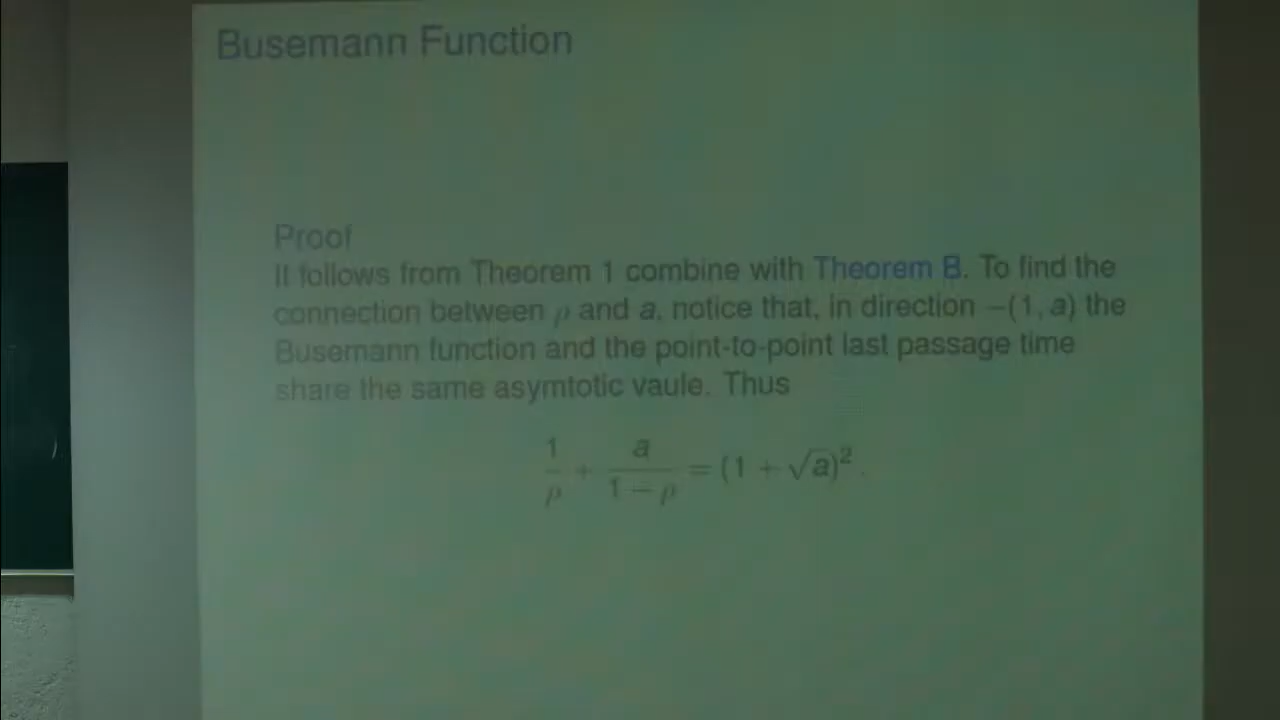 Busemann Function
Proof
It follows from Theorem 1 combine with Theorem B. To find the
connection between ρ and a, notice that, in direction −(1, a) the
Busemann function and the point-to-point last passage time
share the same asymtotic vaule. Thus
1/ρ + a/(1 − ρ) = (1 + √a)².